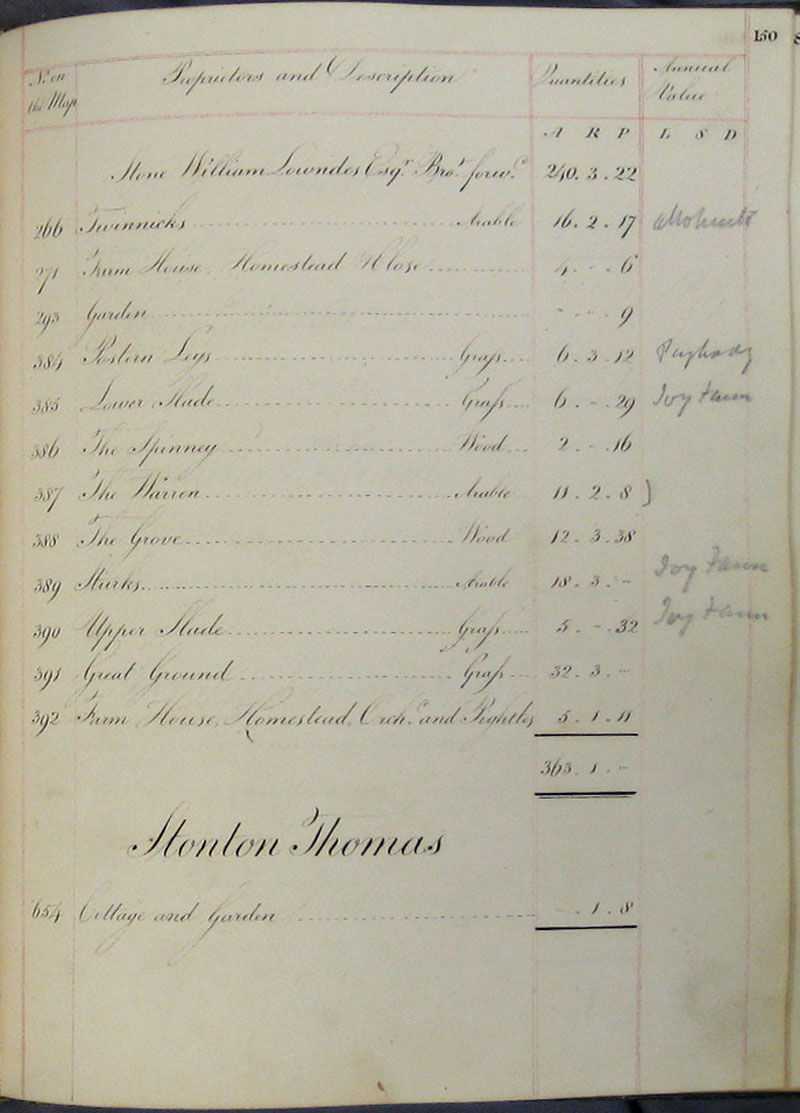 150
No. on the Map
Proprietors and Description
Quantities
Annual Value
A R P L S D
Stone William Lowndes Esqr. Brot. forwd. 240. 3. 22
266 Twinnicks Arable 16. 2. 17 allotments
271 Farm House, Homestead Close 4. - . 6
293 Garden - . - . 9
384 Postern Leys Graſs 6. 3. 12
385 Lower Slade Graſs 6. - . 29 Ivy Farm
386 The Spinney Wood 2. - . 16
387 The Warren Arable 11. 2. 8 }
388 The Grove Wood 12. 3. 38
389 Arable 18. 3. - Ivy Farm
390 Upper Slade Graſs 5. - . 32 Ivy Farm
391 Great Ground Graſs 32. 3. -
392 Farm House, Homestead, Orchd. and Pightles 5. 1. 11
363. 1. -
Stonton Thomas
654 Cottage and Garden - . 1. 8